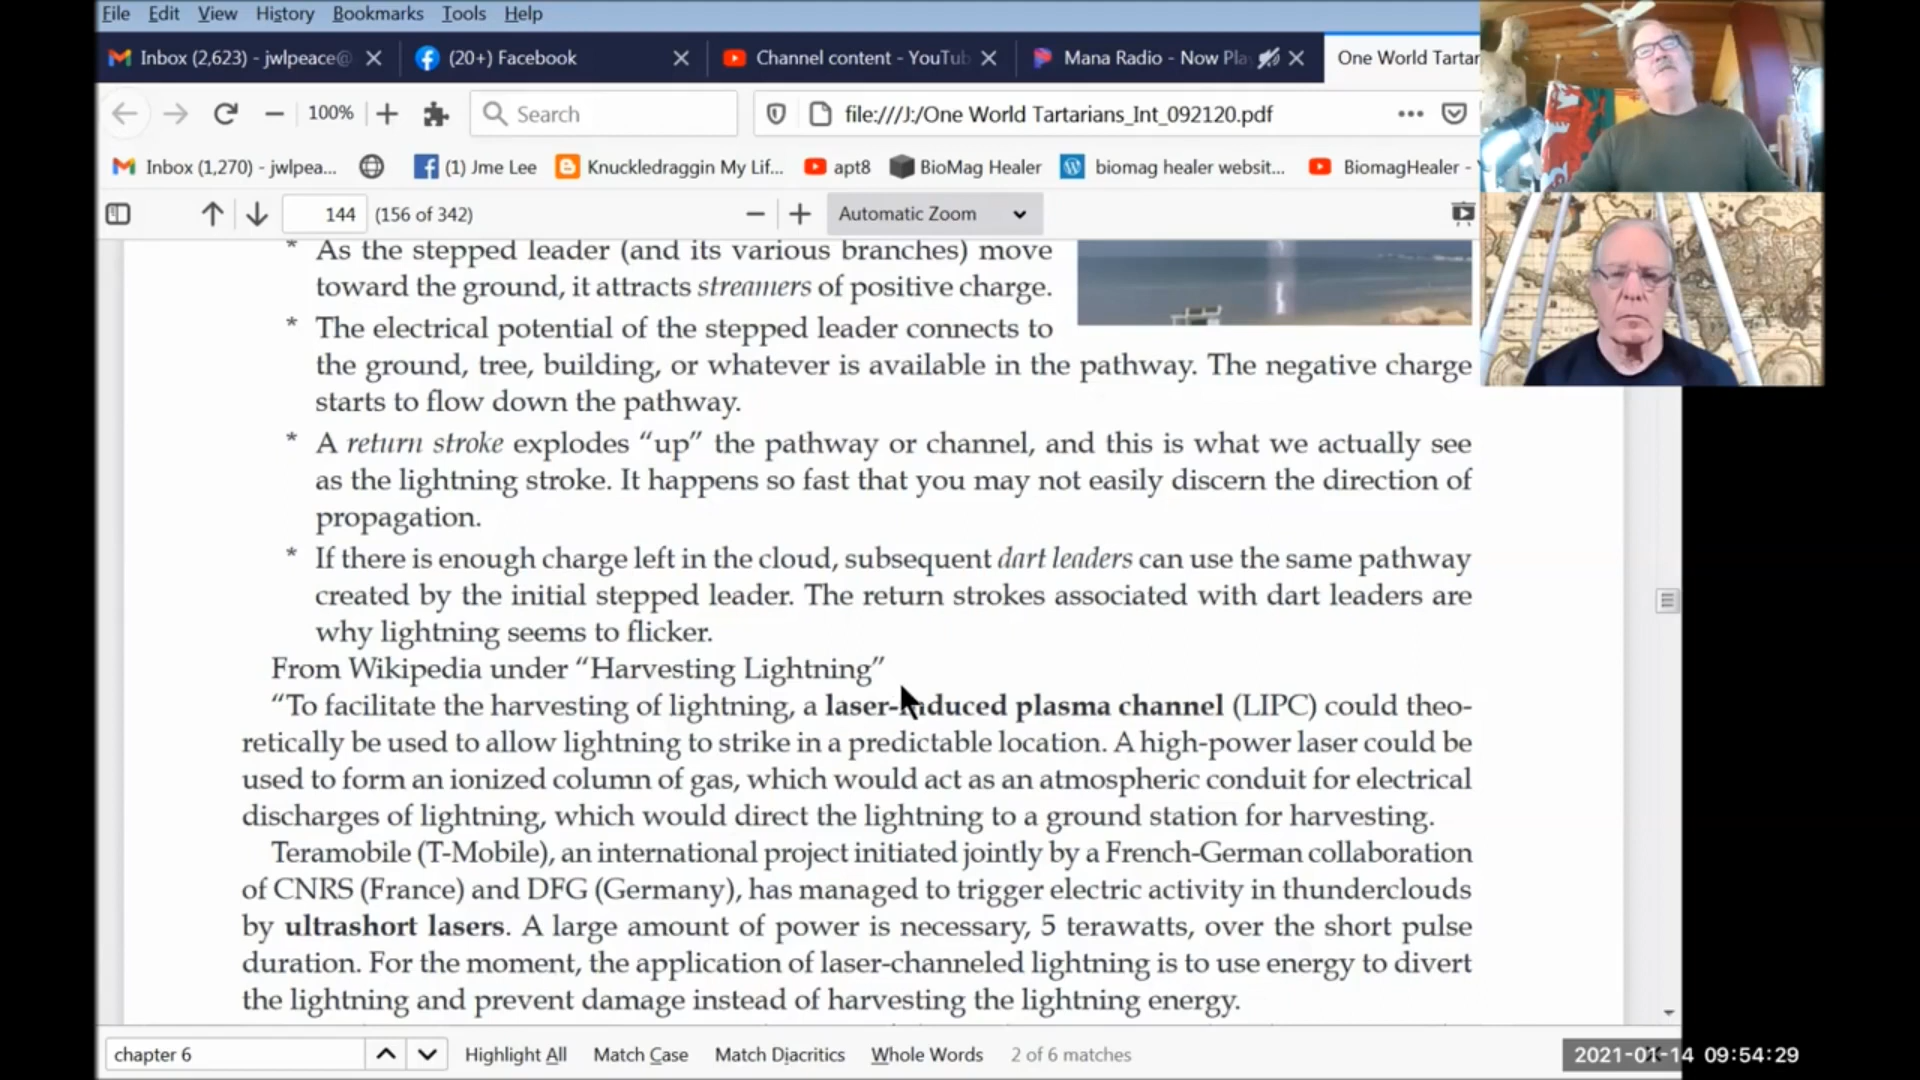 File Edit View History Bookmarks Tools Help
Inbox (2,623) - jwlpeace@ (20+) Facebook Channel content - YouTub Mana Radio - Now Pla One World Tartar
100% Search file:///J:/One World Tartarians_Int_092120.pdf
Inbox (1,270) - jwlpea... (1) Jme Lee Knuckledraggin My Lif... apt8 BioMag Healer biomag healer websit... BiomagHealer -
144 (156 of 342) Automatic Zoom
* As the stepped leader (and its various branches) move
toward the ground, it attracts streamers of positive charge.
* The electrical potential of the stepped leader connects to
the ground, tree, building, or whatever is available in the pathway. The negative charge
starts to flow down the pathway.
* A return stroke explodes “up” the pathway or channel, and this is what we actually see
as the lightning stroke. It happens so fast that you may not easily discern the direction of
propagation.
* If there is enough charge left in the cloud, subsequent dart leaders can use the same pathway
created by the initial stepped leader. The return strokes associated with dart leaders are
why lightning seems to flicker.
From Wikipedia under “Harvesting Lightning”
“To facilitate the harvesting of lightning, a laser-induced plasma channel (LIPC) could theo-
retically be used to allow lightning to strike in a predictable location. A high-power laser could be
used to form an ionized column of gas, which would act as an atmospheric conduit for electrical
discharges of lightning, which would direct the lightning to a ground station for harvesting.
Teramobile (T-Mobile), an international project initiated jointly by a French-German collaboration
of CNRS (France) and DFG (Germany), has managed to trigger electric activity in thunderclouds
by ultrashort lasers. A large amount of power is necessary, 5 terawatts, over the short pulse
duration. For the moment, the application of laser-channeled lightning is to use energy to divert
the lightning and prevent damage instead of harvesting the lightning energy.
chapter 6 Highlight All Match Case Match Diacritics Whole Words 2 of 6 matches
2021-01-14 09:54:29